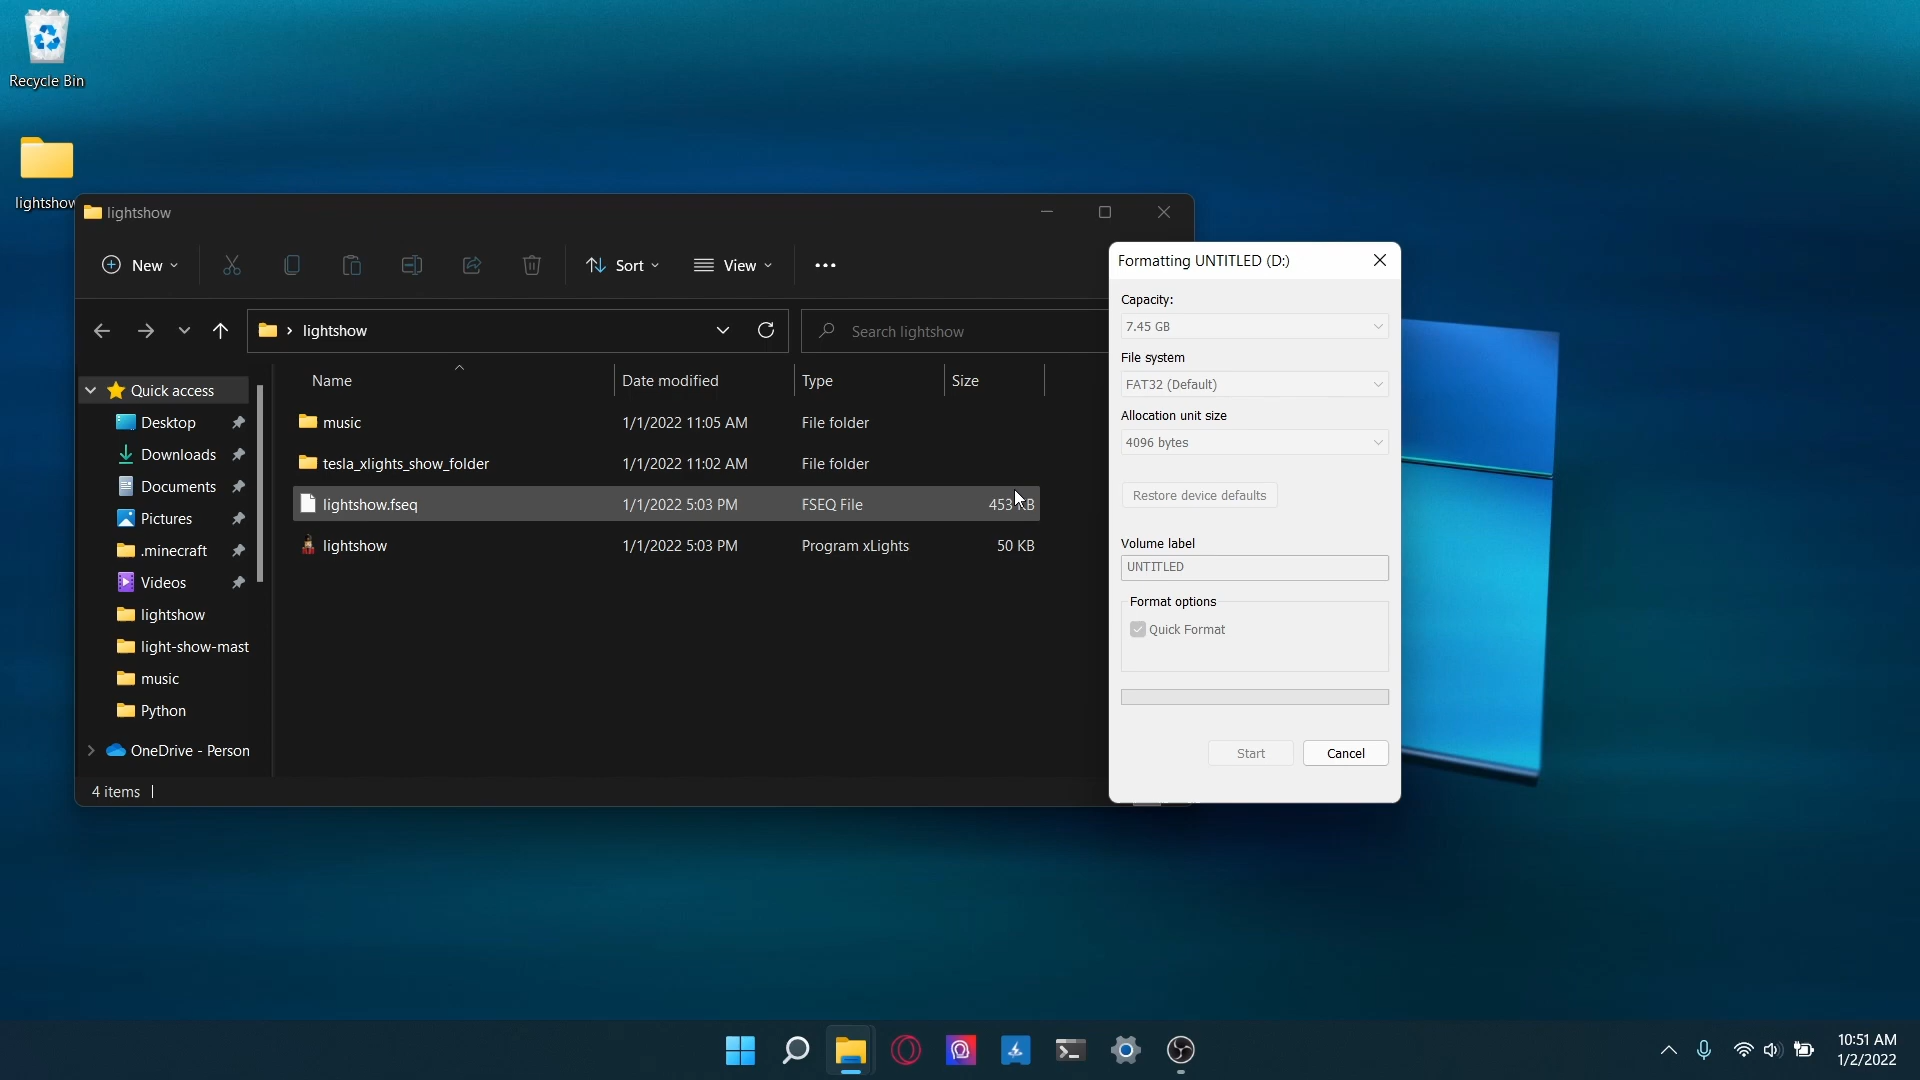 Recycle Bin
lightshow
lightshow
New
Sort
View
lightshow
Search lightshow
Name
Date modified
Type
Size
music
1/1/2022 11:05 AM
File folder
tesla_xlights_show_folder
1/1/2022 11:02 AM
File folder
lightshow.fseq
1/1/2022 5:03 PM
FSEQ File
453 KB
lightshow
1/1/2022 5:03 PM
Program xLights
50 KB
Quick access
Desktop
Downloads
Documents
Pictures
.minecraft
Videos
lightshow
light-show-mast
music
Python
OneDrive - Person
4 items
Formatting UNTITLED (D:)
Capacity:
7.45 GB
File system
FAT32 (Default)
Allocation unit size
4096 bytes
Restore device defaults
Volume label
UNTITLED
Format options
Quick Format
Start
Cancel
10:51 AM
1/2/2022